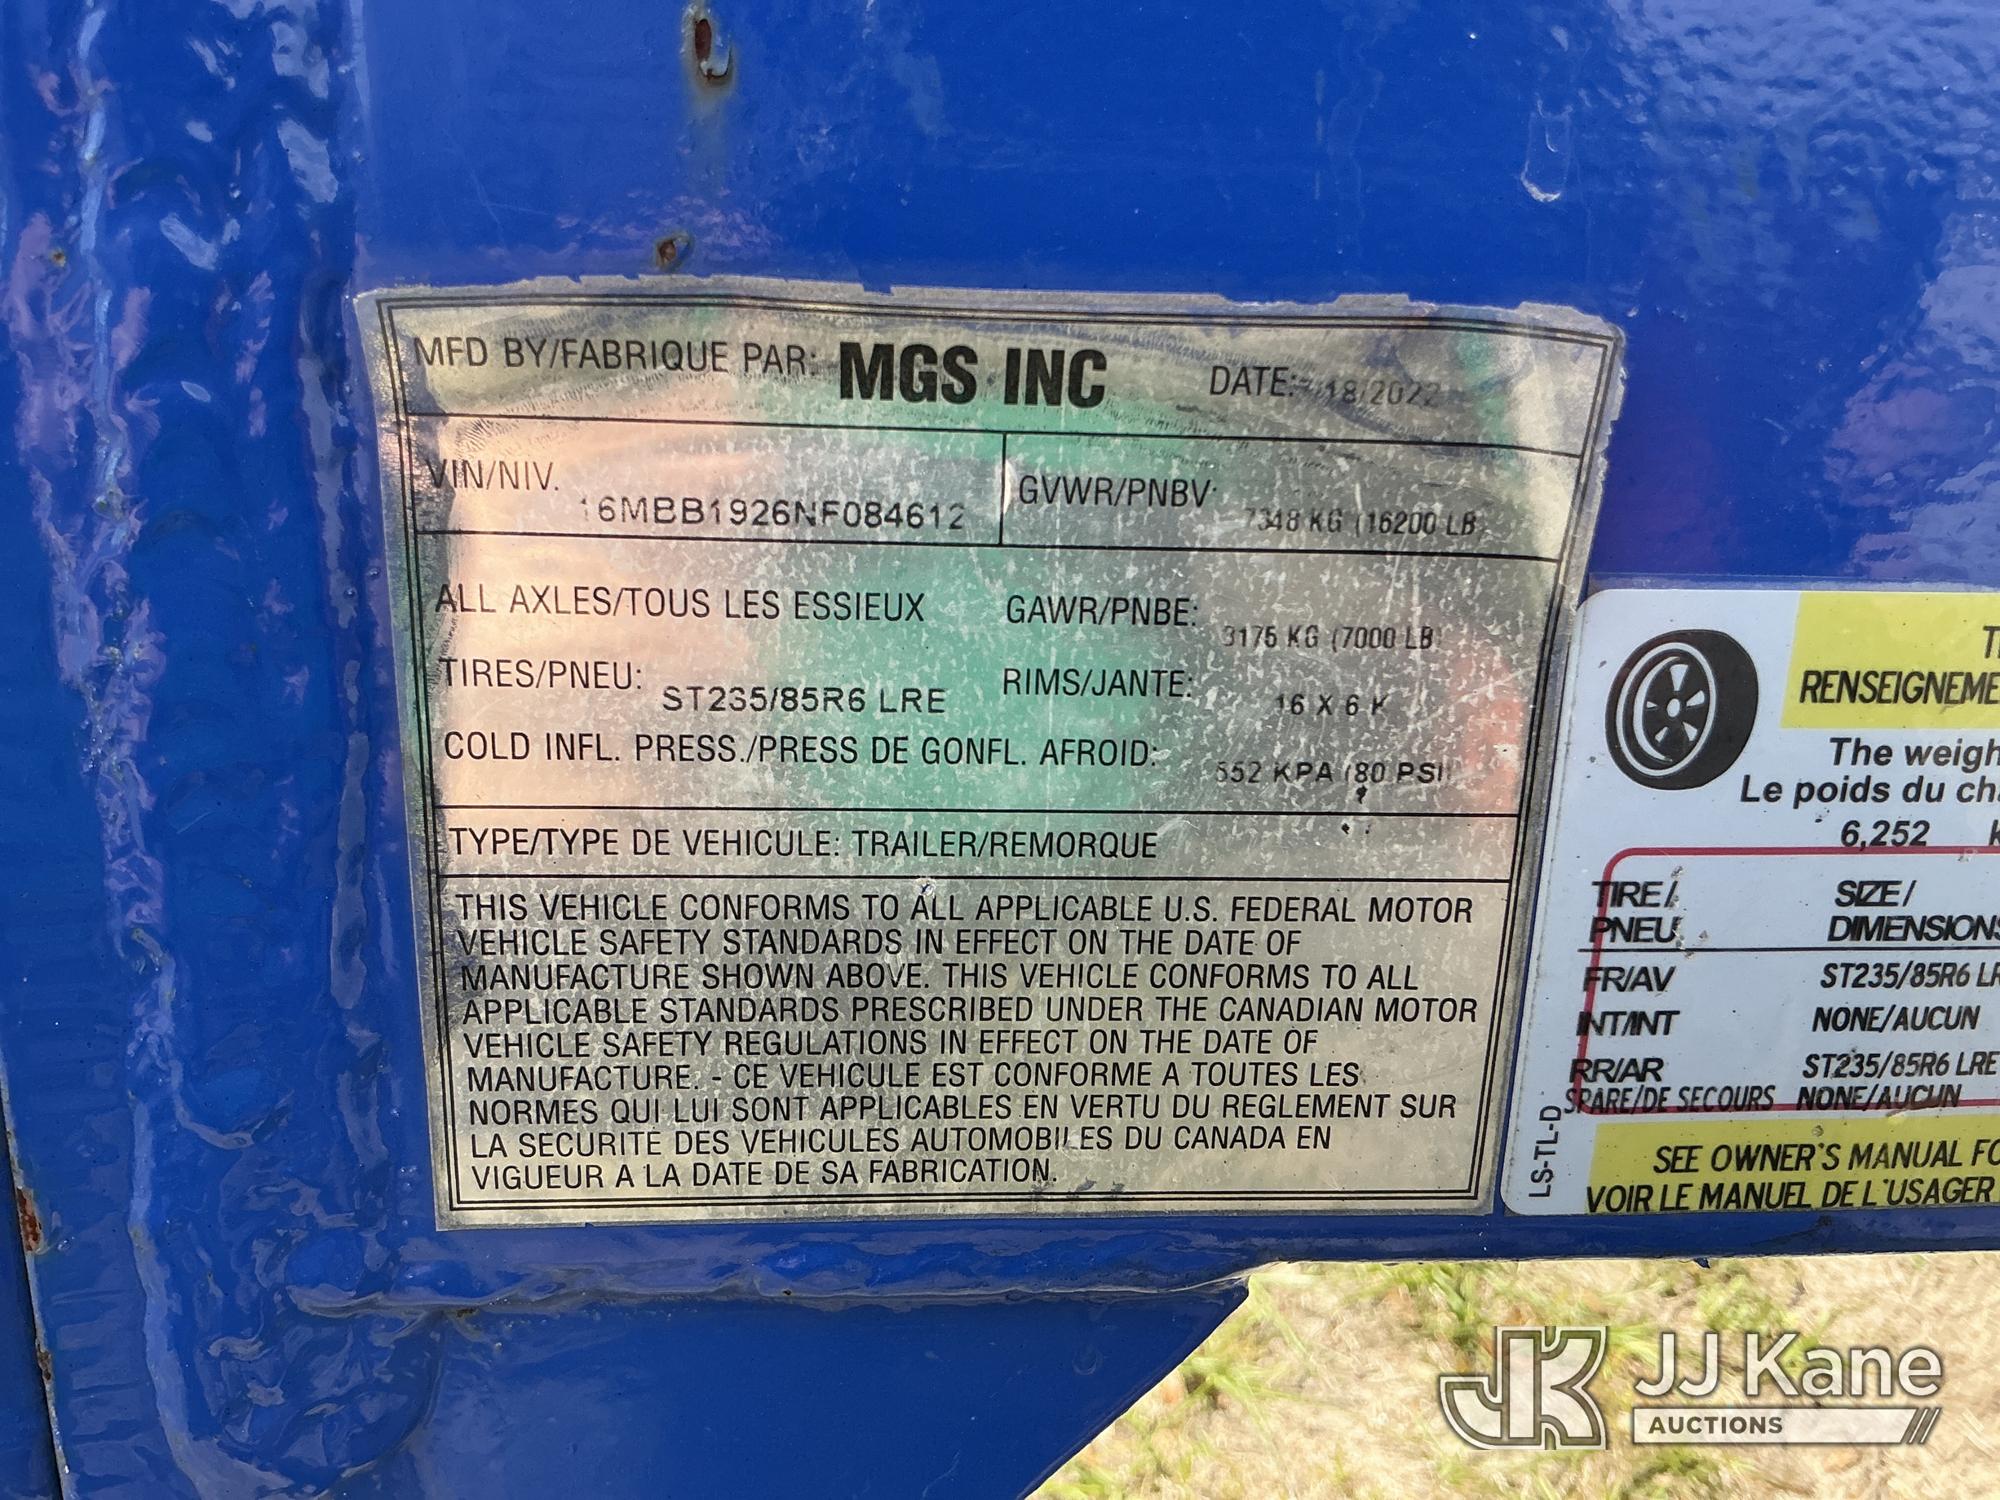 MFD BY/FABRIQUE PAR: MGS INC DATE: /18/2022
VIN/NIV. 16MBB1926NF084612 GVWR/PNBV: 7348 KG (16200 LB)
ALL AXLES/TOUS LES ESSIEUX GAWR/PNBE: 3175 KG (7000 LB)
TIRES/PNEU: ST235/85R6 LRE RIMS/JANTE: 16 X 6 K
COLD INFL. PRESS./PRESS DE GONFL. AFROID: 552 KPA (80 PSI)
TYPE/TYPE DE VEHICULE: TRAILER/REMORQUE
THIS VEHICLE CONFORMS TO ALL APPLICABLE U.S. FEDERAL MOTOR
VEHICLE SAFETY STANDARDS IN EFFECT ON THE DATE OF
MANUFACTURE SHOWN ABOVE. THIS VEHICLE CONFORMS TO ALL
APPLICABLE STANDARDS PRESCRIBED UNDER THE CANADIAN MOTOR
VEHICLE SAFETY REGULATIONS IN EFFECT ON THE DATE OF
MANUFACTURE. - CE VEHICULE EST CONFORME A TOUTES LES
NORMES QUI LUI SONT APPLICABLES EN VERTU DU REGLEMENT SUR
LA SECURITE DES VEHICULES AUTOMOBILES DU CANADA EN
VIGUEUR A LA DATE DE SA FABRICATION.
RENSEIGNEME
The weigh
Le poids du cha
6,252 k
TIRE/ SIZE/
PNEU DIMENSIONS
FR/AV ST235/85R6 LR
INT/INT NONE/AUCUN
RR/AR ST235/85R6 LRE
SPARE/DE SECOURS NONE/AUCUN
SEE OWNER'S MANUAL FO
VOIR LE MANUEL DE L'USAGER
LS-TL-D
JK JJ Kane
AUCTIONS